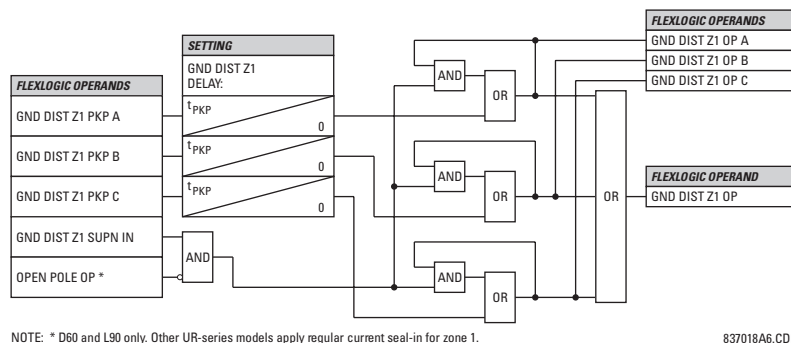 FLEXLOGIC OPERANDS
GND DIST Z1 PKP A
GND DIST Z1 PKP B
GND DIST Z1 PKP C
GND DIST Z1 SUPN IN
OPEN POLE OP *
SETTING
GND DIST Z1
DELAY:
tPKP
0
tPKP
0
tPKP
0
AND
AND
OR
AND
OR
AND
OR
OR
FLEXLOGIC OPERANDS
GND DIST Z1 OP A
GND DIST Z1 OP B
GND DIST Z1 OP C
FLEXLOGIC OPERAND
GND DIST Z1 OP
NOTE: * D60 and L90 only. Other UR-series models apply regular current seal-in for zone 1.
837018A6.CD